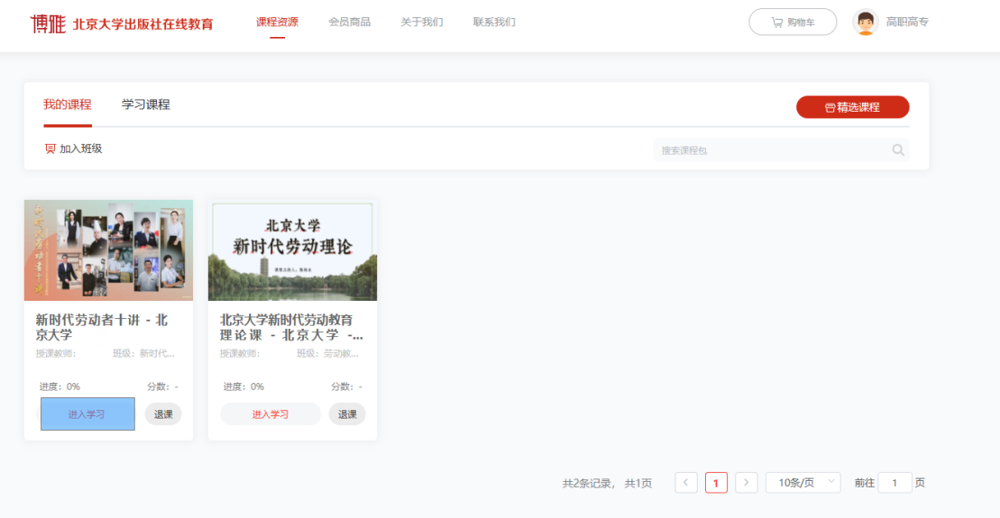 博雅 北京大学出版社在线教育 课程资源 会员商品 关于我们 联系我们 购物车 高职高专
我的课程 学习课程 精选课程
加入班级 搜索课程包
新时代劳动者十讲
北京大学
新时代劳动理论
新时代劳动者十讲 - 北
京大学
授课教师: 班级: 新时代...
进度: 0% 分数: -
进入学习 退课
北京大学新时代劳动教育
理论课 - 北京大学 -...
授课教师: 班级: 劳动教...
进度: 0% 分数: -
进入学习 退课
共2条记录, 共1页 < 1 > 10条/页 前往 1 页